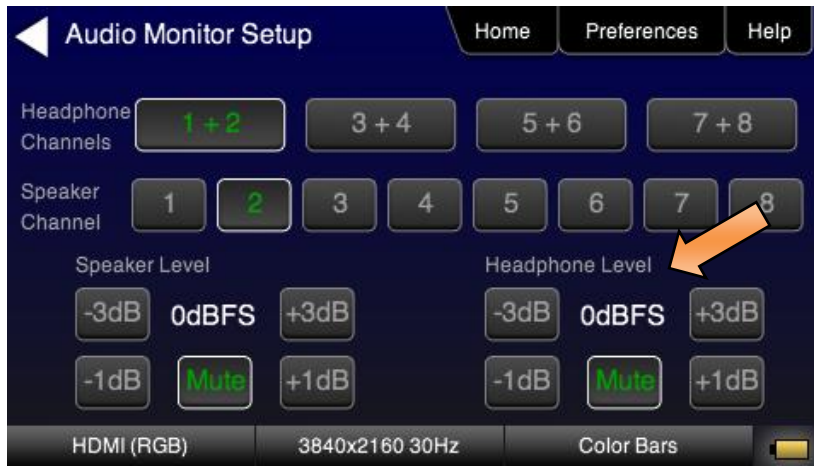 Audio Monitor Setup Home Preferences Help
Headphone Channels 1 + 2 3 + 4 5 + 6 7 + 8
Speaker Channel 1 2 3 4 5 6 7 8
Speaker Level Headphone Level
-3dB 0dBFS +3dB -3dB 0dBFS +3dB
-1dB Mute +1dB -1dB Mute +1dB
HDMI (RGB) 3840x2160 30Hz Color Bars